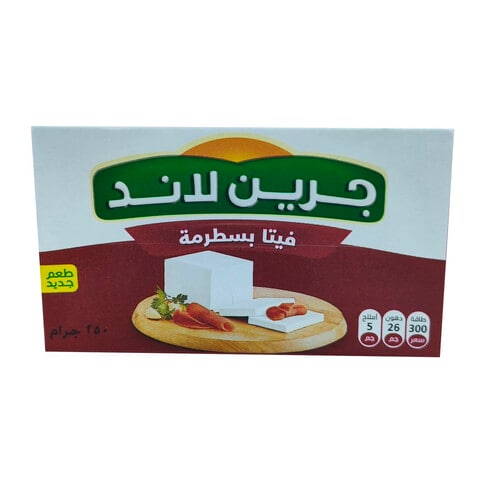 جرين لاند
فيتا بسطرمة
طعم
جديد
٢٥٠ جرام
أملاح
5
جم
دهون
26
جم
طاقة
300
سعر